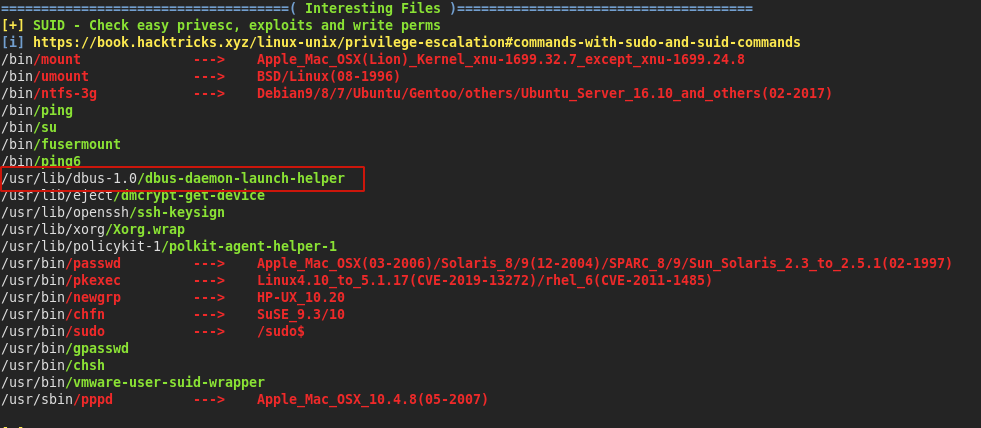 ====================================( Interesting Files )=====================================
[+] SUID - Check easy privesc, exploits and write perms
[i] https://book.hacktricks.xyz/linux-unix/privilege-escalation#commands-with-sudo-and-suid-commands
/bin/mount ---> Apple_Mac_OSX(Lion)_Kernel_xnu-1699.32.7_except_xnu-1699.24.8
/bin/umount ---> BSD/Linux(08-1996)
/bin/ntfs-3g ---> Debian9/8/7/Ubuntu/Gentoo/others/Ubuntu_Server_16.10_and_others(02-2017)
/bin/ping
/bin/su
/bin/fusermount
/bin/ping6
/usr/lib/dbus-1.0/dbus-daemon-launch-helper
/usr/lib/eject/dmcrypt-get-device
/usr/lib/openssh/ssh-keysign
/usr/lib/xorg/Xorg.wrap
/usr/lib/policykit-1/polkit-agent-helper-1
/usr/bin/passwd ---> Apple_Mac_OSX(03-2006)/Solaris_8/9(12-2004)/SPARC_8/9/Sun_Solaris_2.3_to_2.5.1(02-1997)
/usr/bin/pkexec ---> Linux4.10_to_5.1.17(CVE-2019-13272)/rhel_6(CVE-2011-1485)
/usr/bin/newgrp ---> HP-UX_10.20
/usr/bin/chfn ---> SuSE_9.3/10
/usr/bin/sudo ---> /sudo$
/usr/bin/gpasswd
/usr/bin/chsh
/usr/bin/vmware-user-suid-wrapper
/usr/sbin/pppd ---> Apple_Mac_OSX_10.4.8(05-2007)